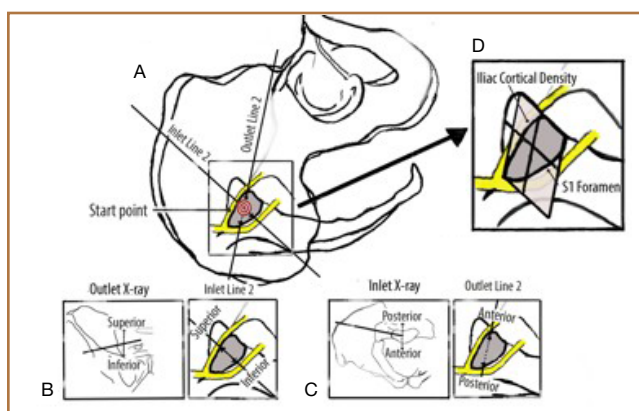 A
D
Outlet Line 2
Inlet Line 2
Start point
Iliac Cortical Density
S1 Foramen
Outlet X-ray
Inlet Line 2
Superior
Inferior
Superior
Inferior
B
Inlet X-ray
Outlet Line 2
Posterior
Anterior
Anterior
Posterior
C